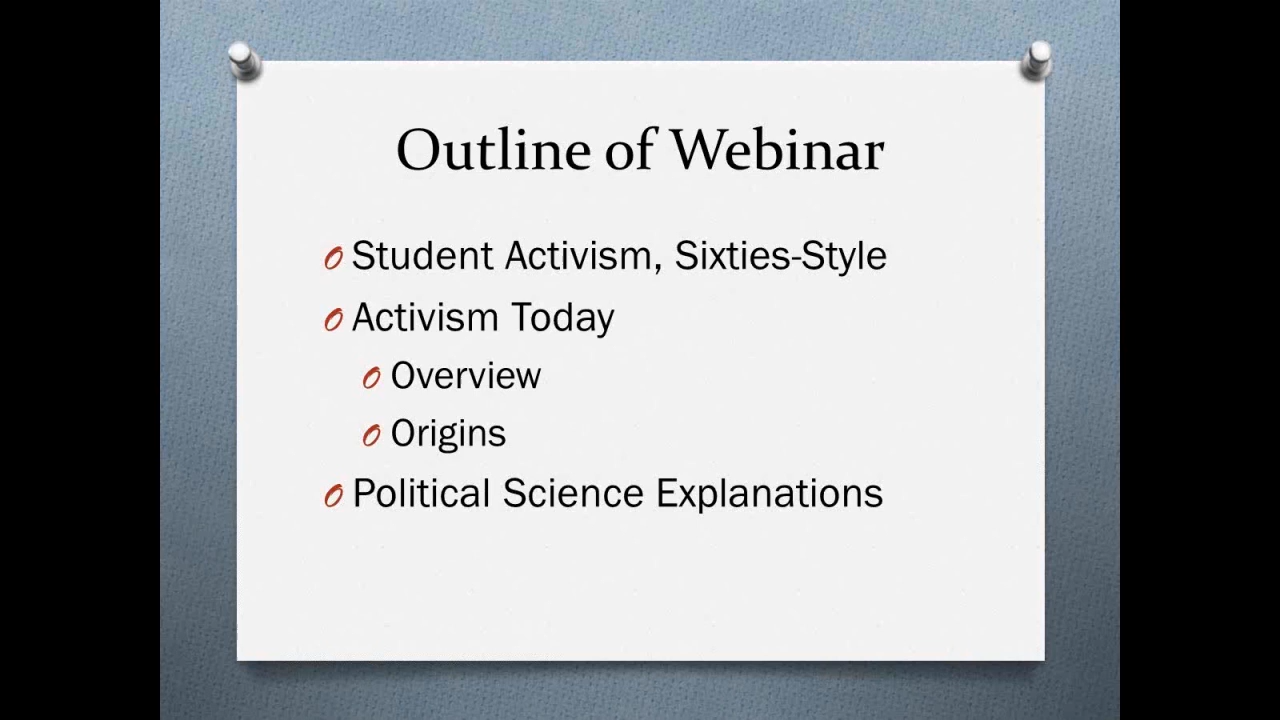 Outline of Webinar
Student Activism, Sixties-Style
Activism Today
Overview
Origins
Political Science Explanations